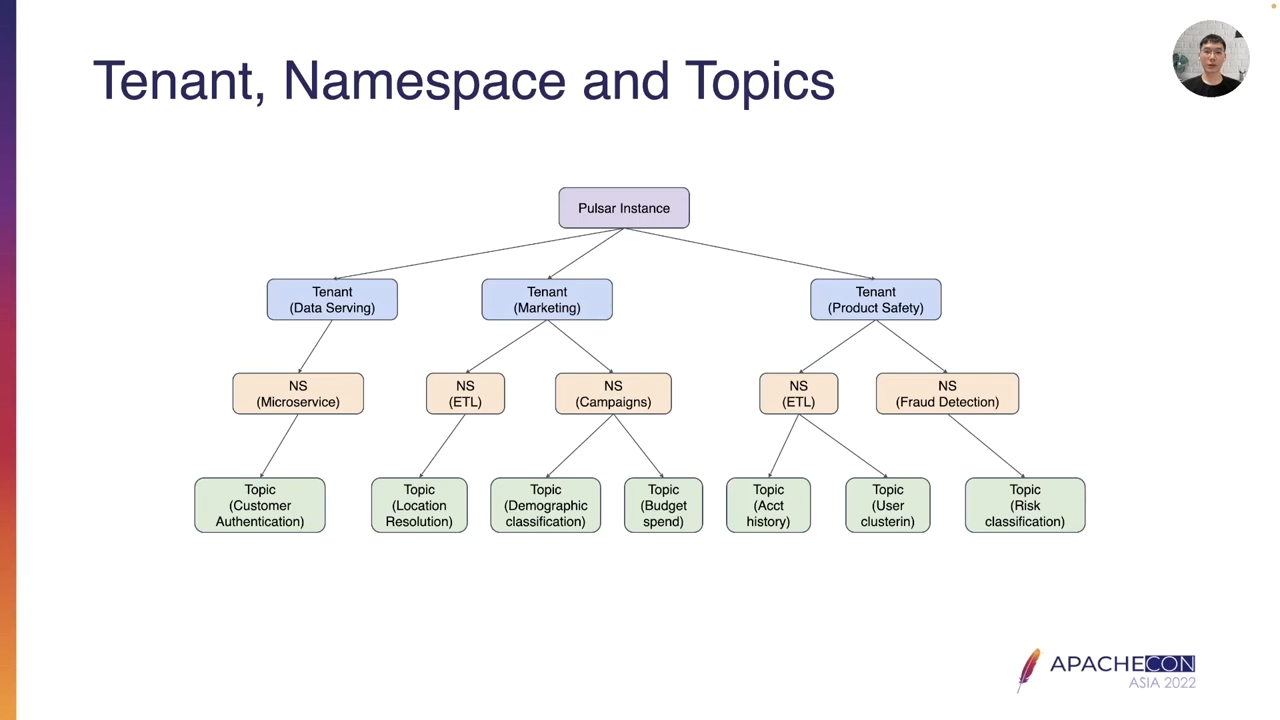 Tenant, Namespace and Topics
Pulsar Instance
Tenant
(Data Serving)
Tenant
(Marketing)
Tenant
(Product Safety)
NS
(Microservice)
NS
(ETL)
NS
(Campaigns)
NS
(ETL)
NS
(Fraud Detection)
Topic
(Customer
Authentication)
Topic
(Location
Resolution)
Topic
(Demographic
classification)
Topic
(Budget
spend)
Topic
(Acct
history)
Topic
(User
clusterin)
Topic
(Risk
classification)
APACHECON
ASIA 2022